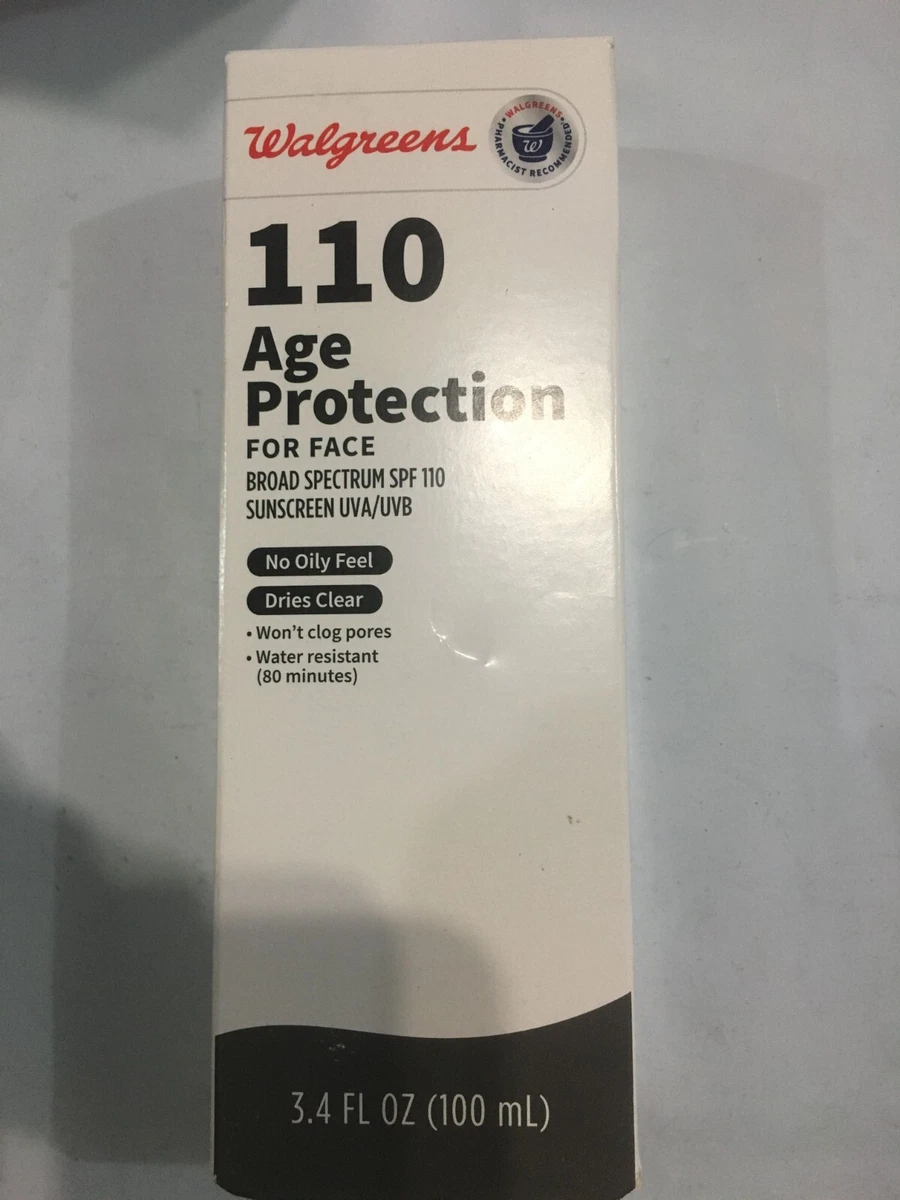 Walgreens
WALGREENS
PHARMACIST RECOMMENDED
W
110
Age
Protection
FOR FACE
BROAD SPECTRUM SPF 110
SUNSCREEN UVA/UVB
No Oily Feel
Dries Clear
• Won't clog pores
• Water resistant
(80 minutes)
3.4 FL OZ (100 mL)